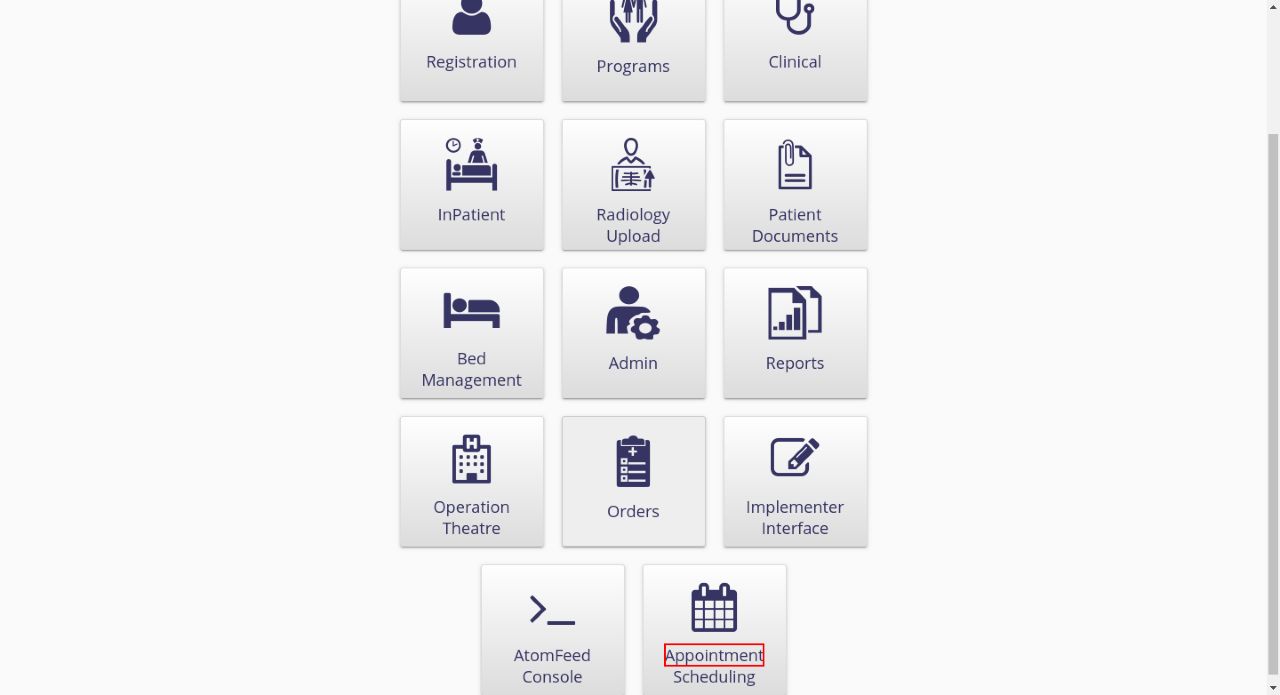 Registration
Programs
Clinical
InPatient
Radiology
Upload
Patient
Documents
Bed
Management
Admin
Reports
Operation
Theatre
Orders
Implementer
Interface
AtomFeed
Console
Appointment
Scheduling